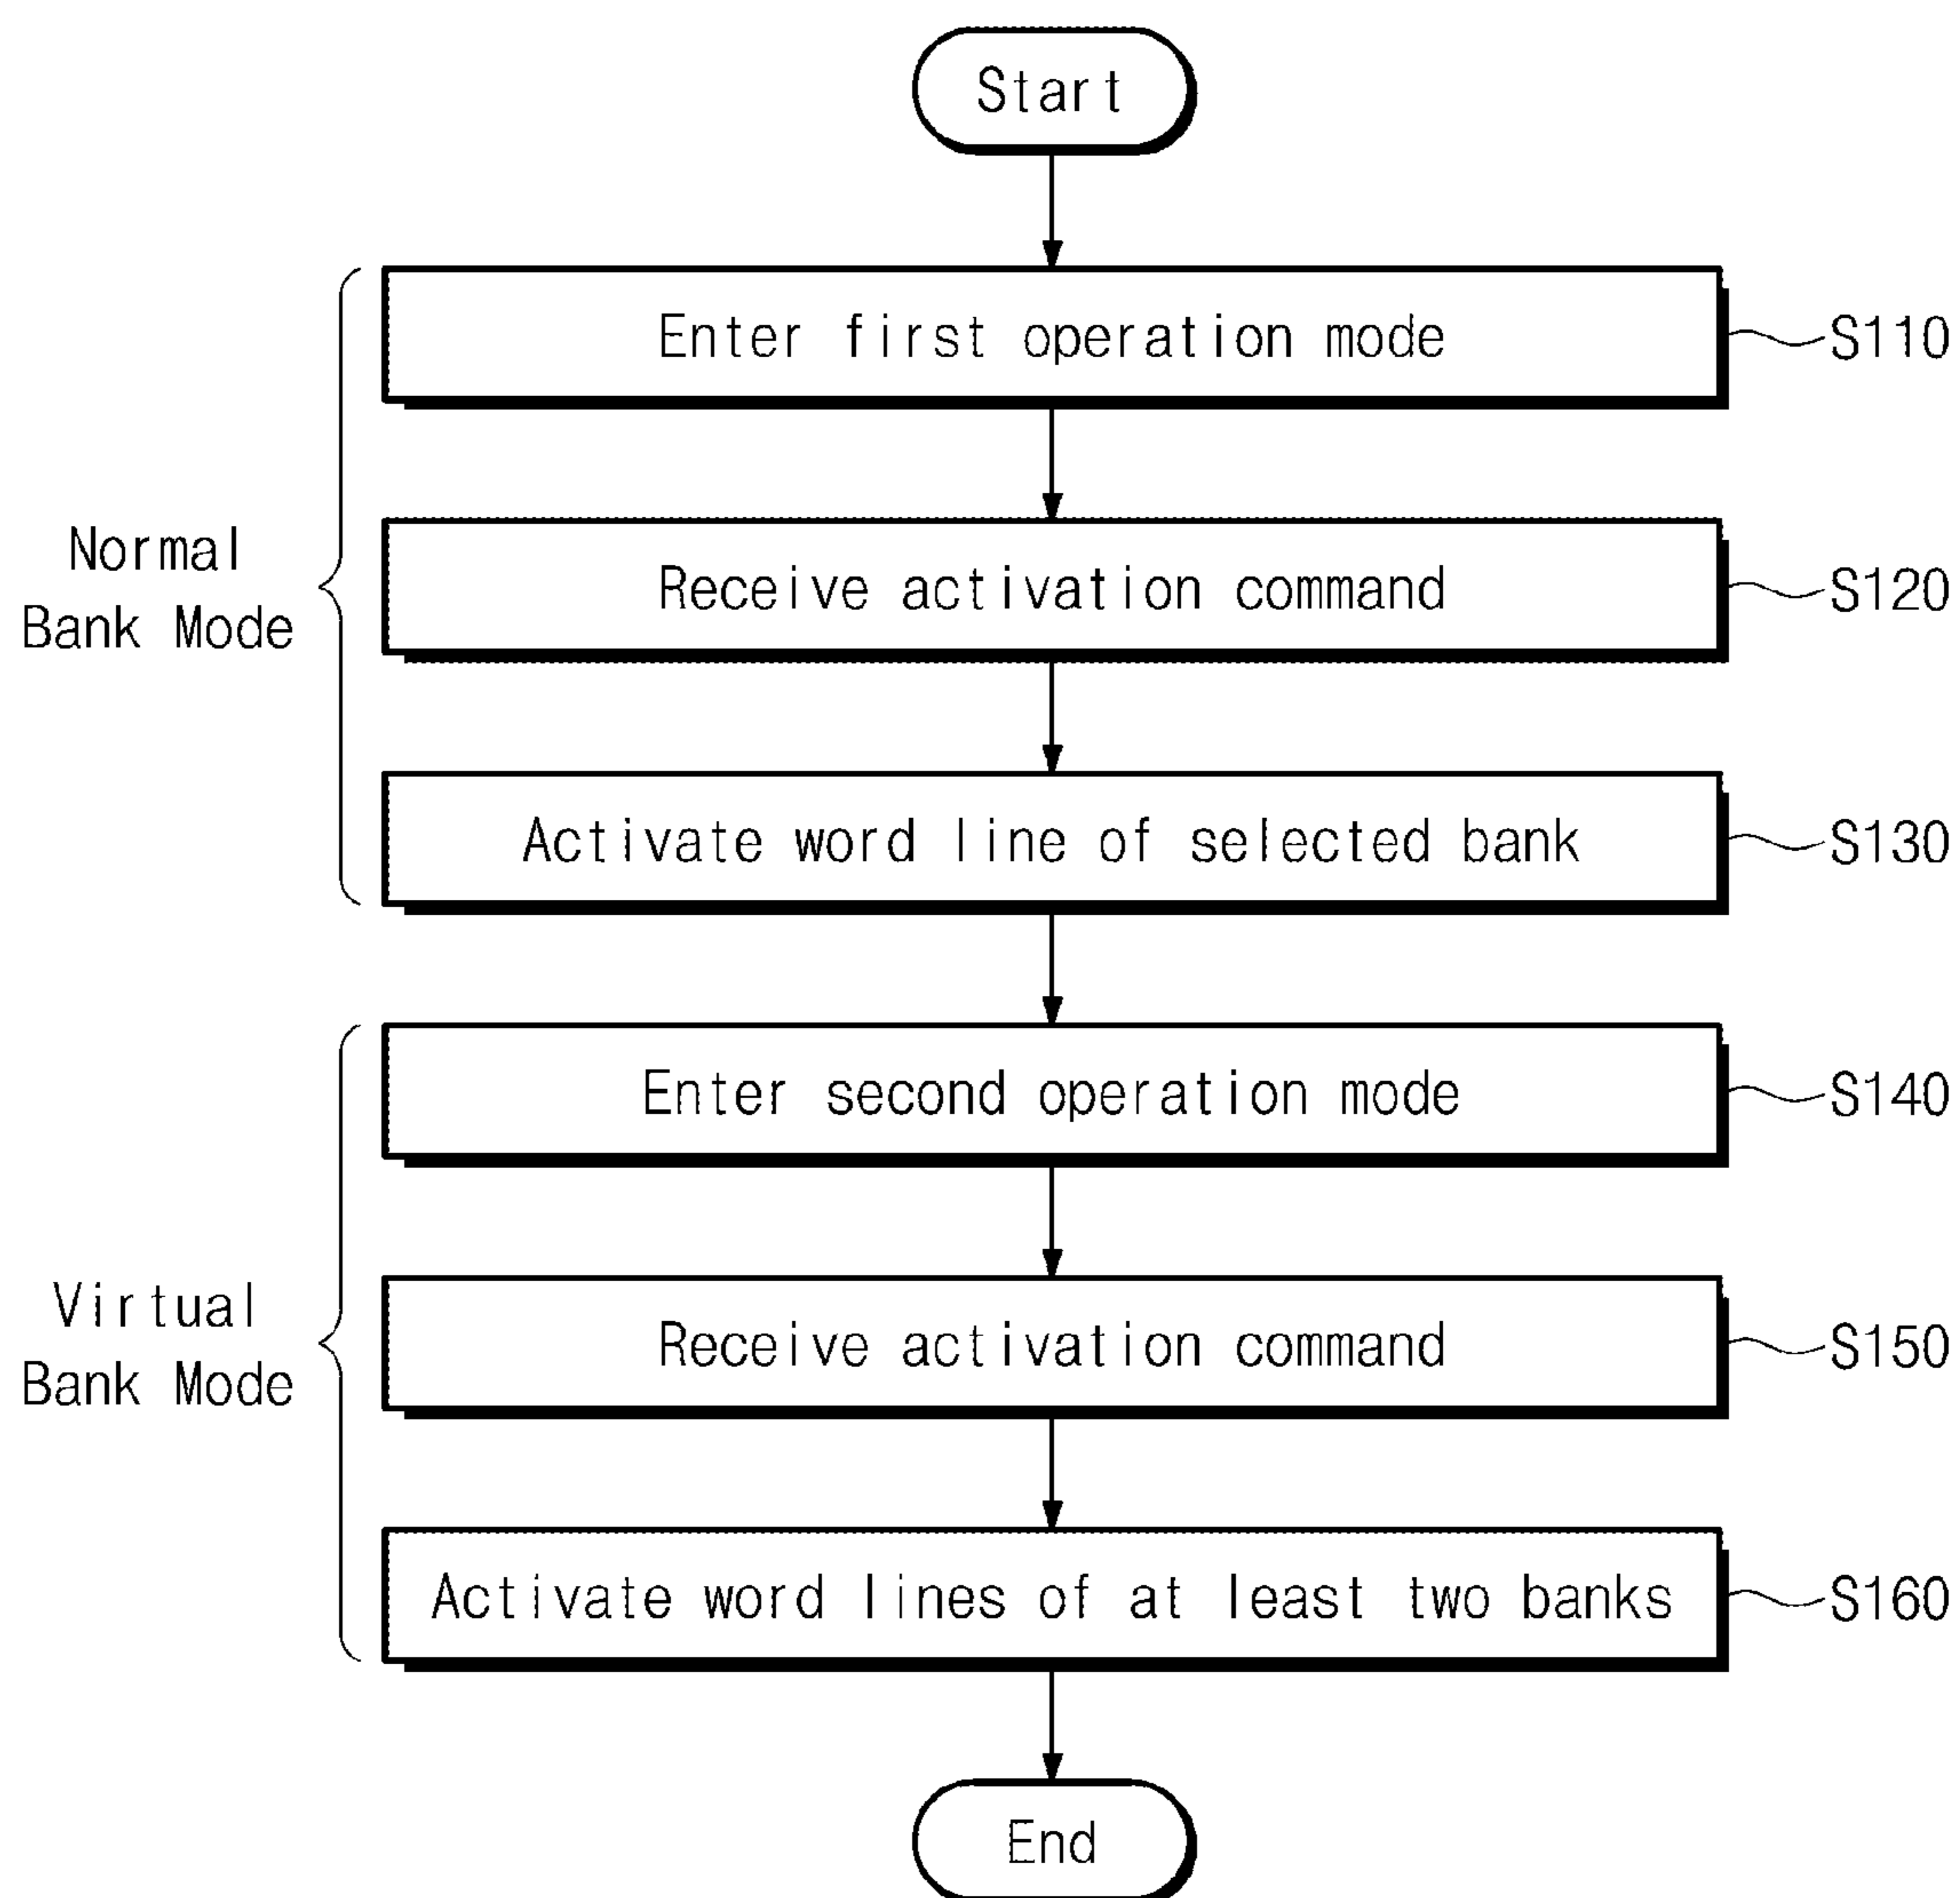 Start
Enter first operation mode
S110
Normal
Bank Mode
Receive activation command
S120
Activate word line of selected bank
S130
Enter second operation mode
S140
Virtual
Bank Mode
Receive activation command
S150
Activate word lines of at least two banks
S160
End